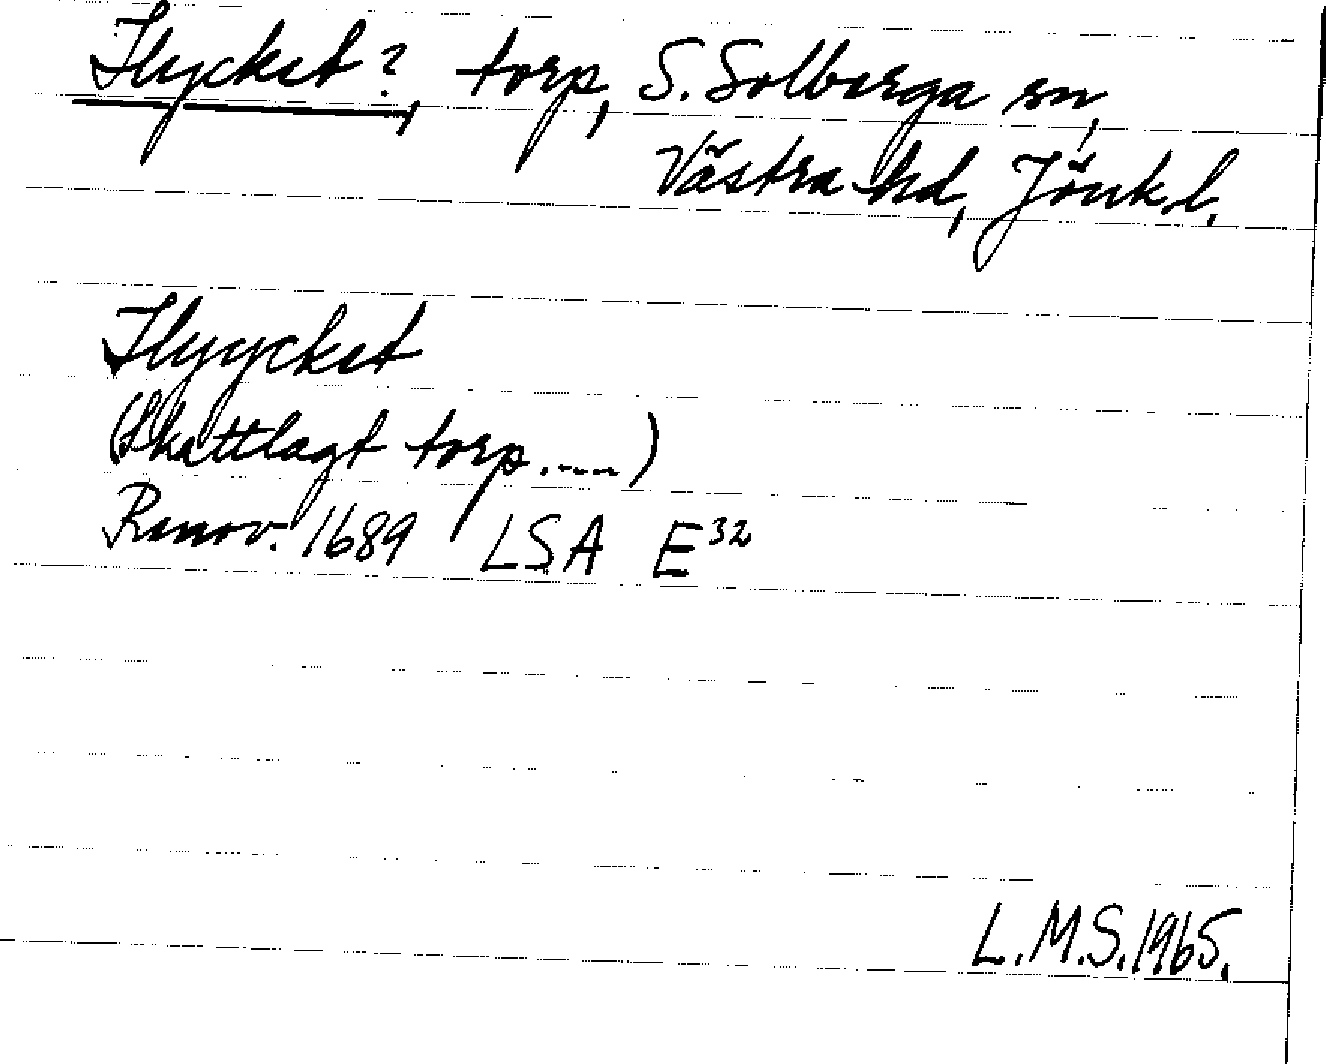 Flycket?, torp, S. Solberga sn,
Västra hd, Jönk.l.
Flyycket
(Skattlagt torp.....)
Renov. 1689 LSA E³²
L.M.S. 1965.